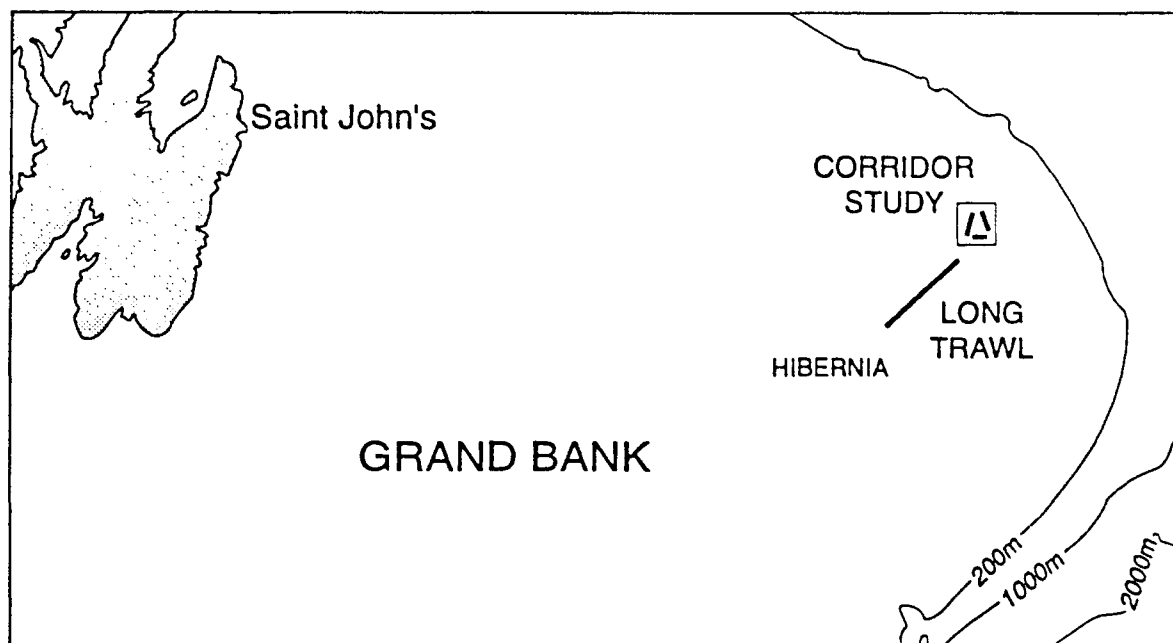 Saint John's
CORRIDOR
STUDY
LONG
TRAWL
HIBERNIA
GRAND BANK
200m
1000m
2000m